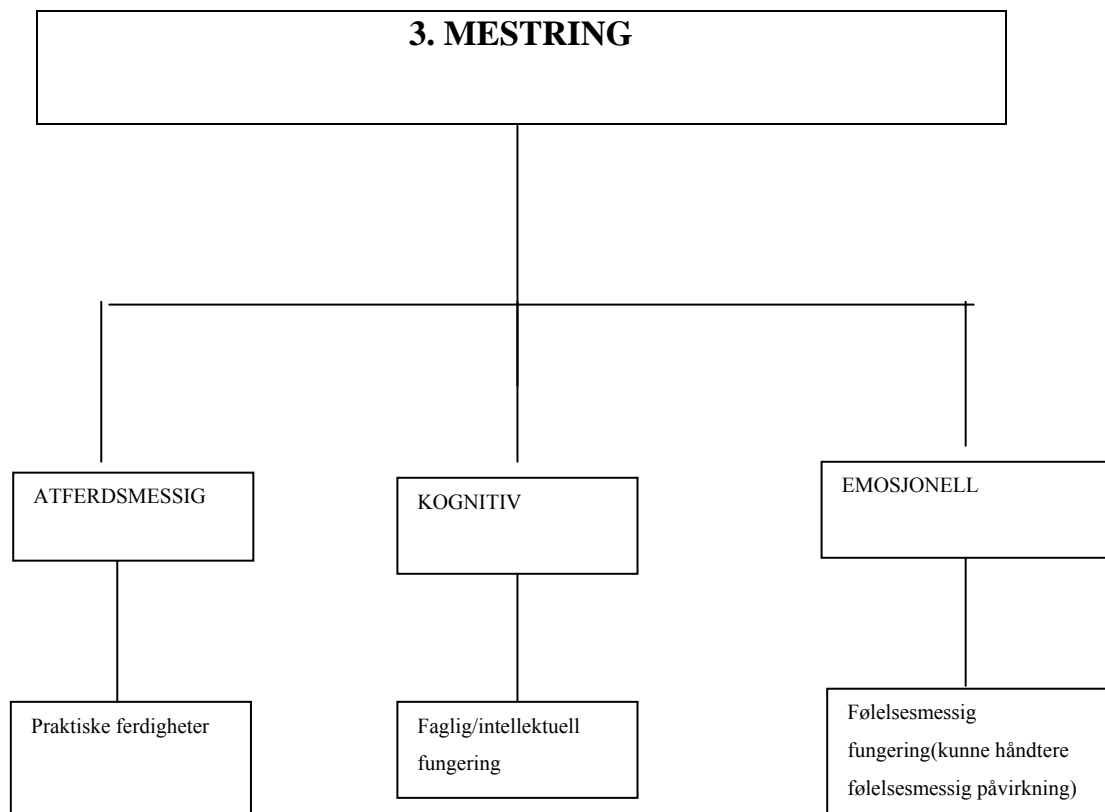 3. MESTRING
ATFERDSMESSIG
KOGNITIV
EMOSJONELL
Praktiske ferdigheter
Faglig/intellektuell
fungering
Følelsesmessig
fungering(kunne håndtere
følelsesmessig påvirkning)